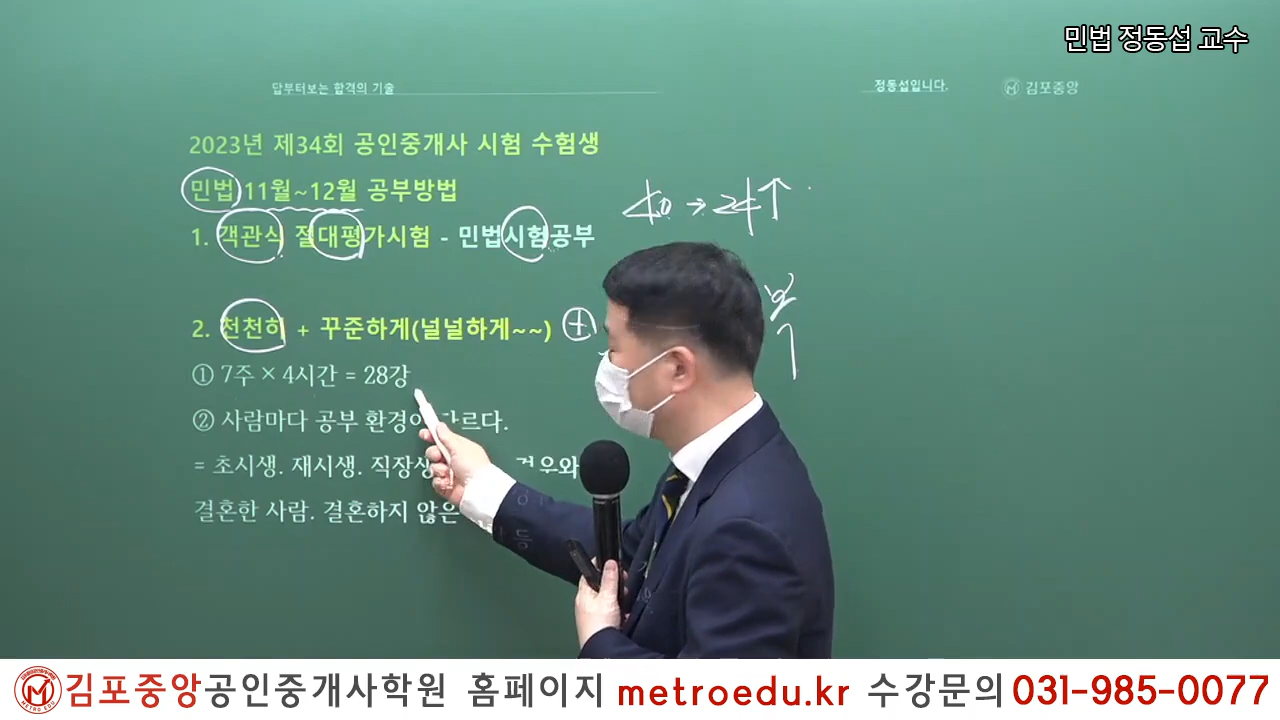 민법 정동섭 교수
답부터보는 합격의 기술
정동섭입니다.
김포중앙
2023년 제34회 공인중개사 시험 수험생
민법 11월~12월 공부방법
1. 객관식 절대평가시험 - 민법시험공부
40 → 24↑
2. 천천히 + 꾸준하게(널널하게~~) +
① 7주 × 4시간 = 28강
② 사람마다 공부 환경이 다르다.
= 초시생. 재시생. 직장생
결혼한 사람. 결혼하지 않은
등
김포중앙공인중개사학원 홈페이지 metroedu.kr 수강문의 031-985-0077